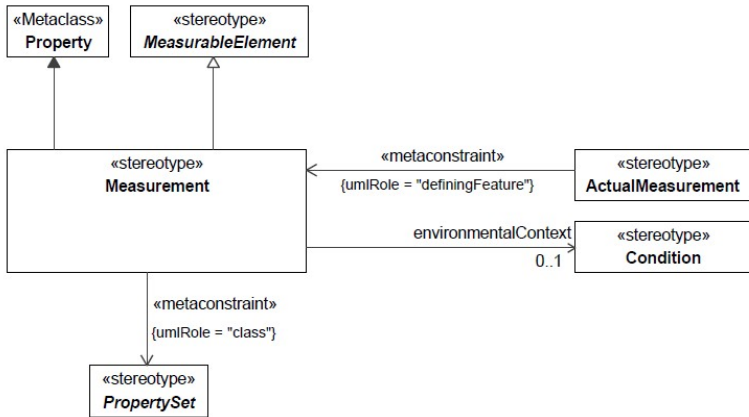 «Metaclass»
Property
«stereotype»
MeasurableElement
«stereotype»
Measurement
«metaconstraint»
{umlRole = "definingFeature"}
«stereotype»
ActualMeasurement
environmentalContext
0..1
«stereotype»
Condition
«metaconstraint»
{umlRole = "class"}
«stereotype»
PropertySet